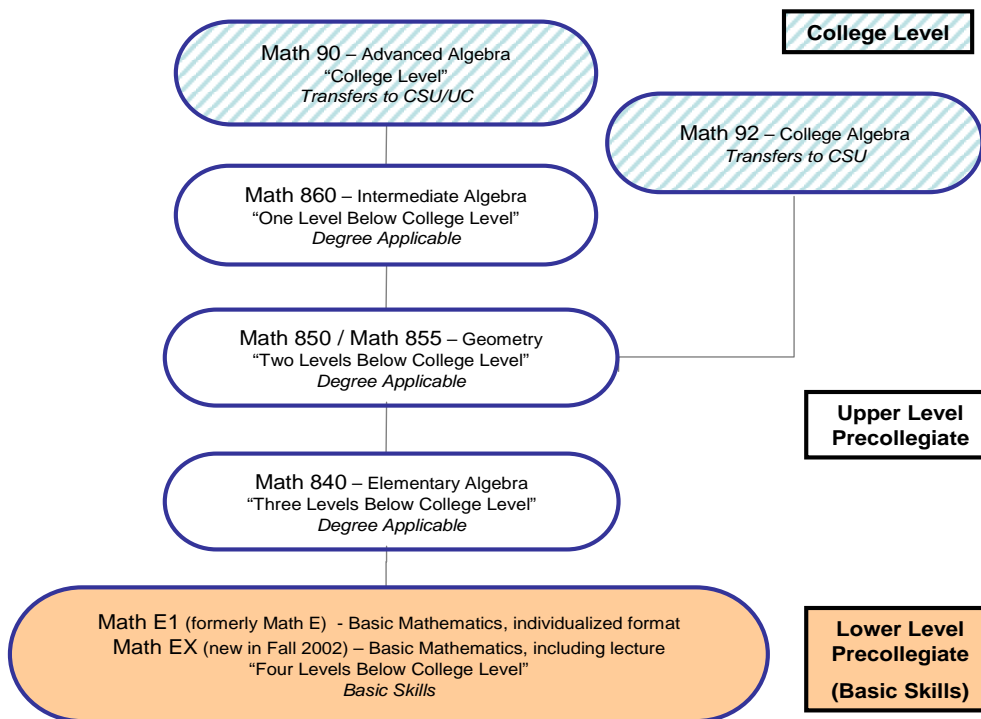 College Level
Math 90 – Advanced Algebra
“College Level”
Transfers to CSU/UC
Math 92 – College Algebra
Transfers to CSU
Math 860 – Intermediate Algebra
“One Level Below College Level”
Degree Applicable
Math 850 / Math 855 – Geometry
“Two Levels Below College Level”
Degree Applicable
Upper Level
Precollegiate
Math 840 – Elementary Algebra
“Three Levels Below College Level”
Degree Applicable
Math E1 (formerly Math E) - Basic Mathematics, individualized format
Math EX (new in Fall 2002) – Basic Mathematics, including lecture
“Four Levels Below College Level”
Basic Skills
Lower Level
Precollegiate
(Basic Skills)